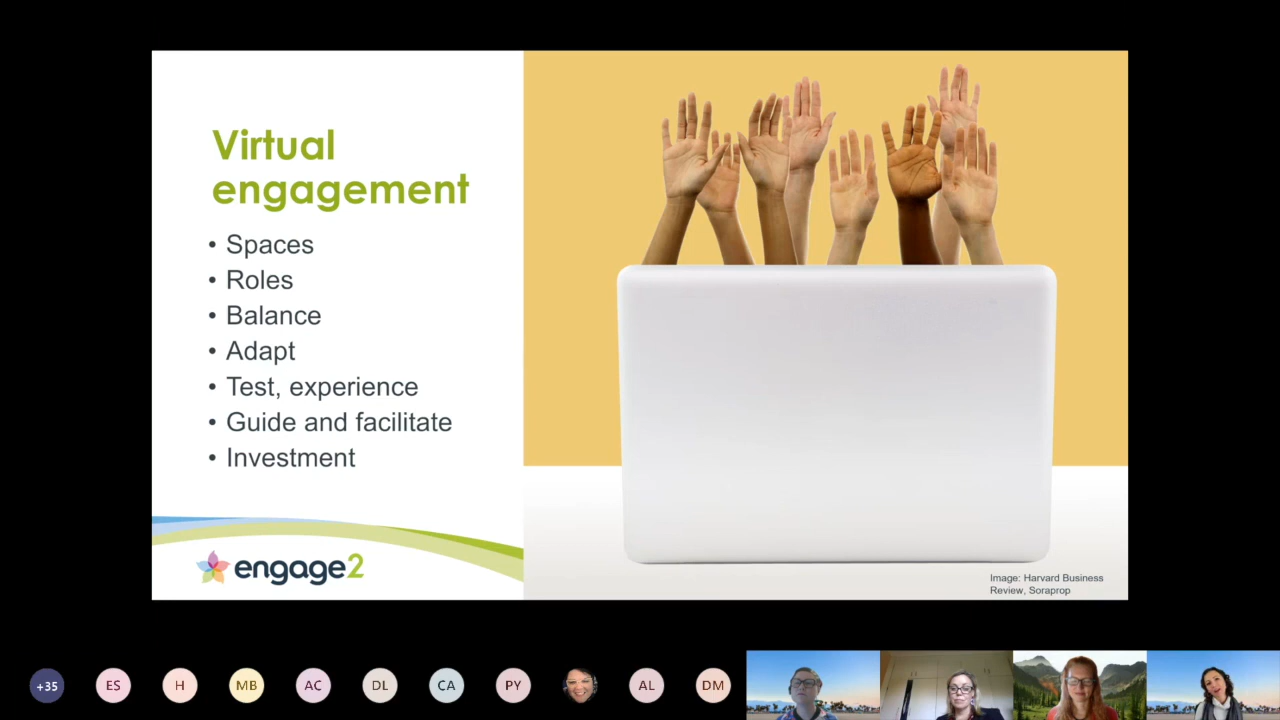 Virtual
engagement
• Spaces
• Roles
• Balance
• Adapt
• Test, experience
• Guide and facilitate
• Investment
engage2
Image: Harvard Business
Review, Soraprop
+35
ES
H
MB
AC
DL
CA
PY
AL
DM